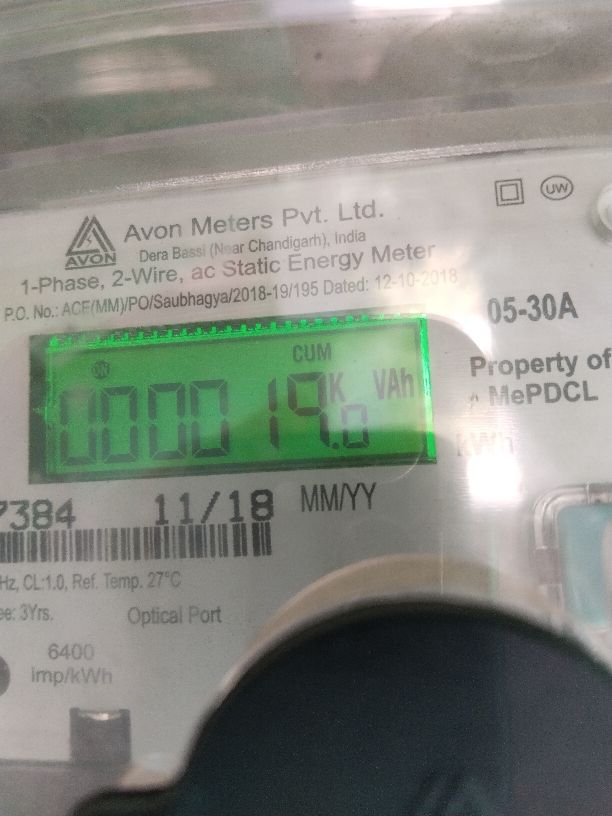 UW
AVON
Avon Meters Pvt. Ltd.
Dera Bassi (Near Chandigarh), India
1-Phase, 2-Wire, ac Static Energy Meter
P.O. No.: ACE(MM)/PO/Saubhagya/2018-19/195 Dated: 12-10-2018
05-30A
CUM
ON
000019.0 K VAh
Property of
MePDCL
kWh
7384 11/18 MM/YY
Hz, CL:1.0, Ref. Temp. 27°C
ee: 3Yrs. Optical Port
6400
imp/kWh